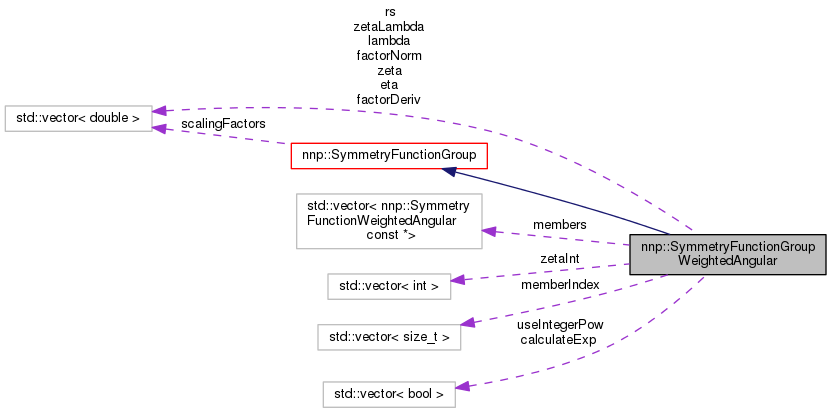 rs
zetaLambda
lambda
factorNorm
zeta
eta
factorDeriv
std::vector< double >
scalingFactors
nnp::SymmetryFunctionGroup
std::vector< nnp::Symmetry
FunctionWeightedAngular
const *>
members
nnp::SymmetryFunctionGroup
WeightedAngular
zetaInt
std::vector< int >
memberIndex
std::vector< size_t >
useIntegerPow
calculateExp
std::vector< bool >